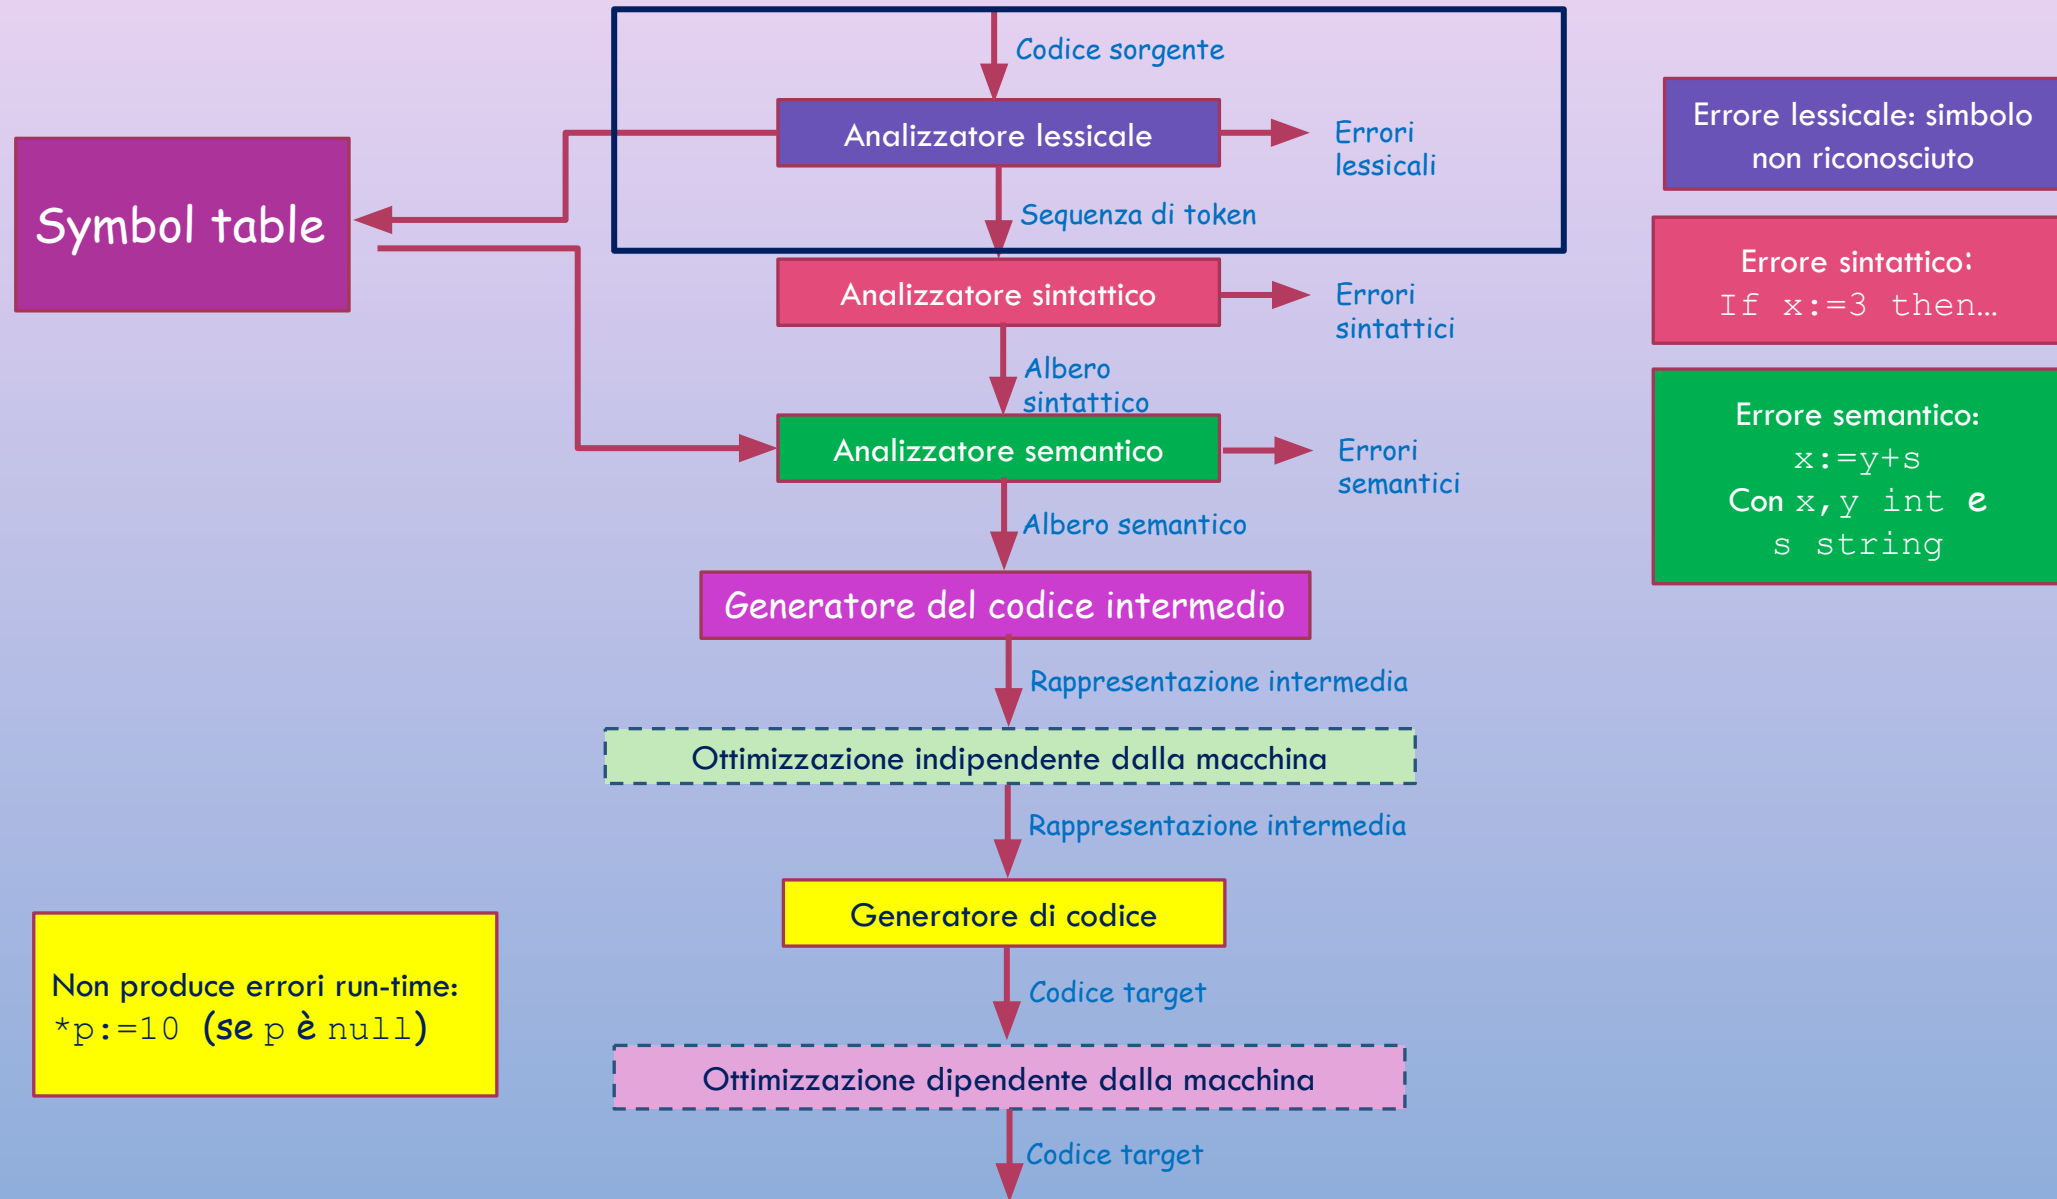 Codice sorgente
Analizzatore lessicale
Errori
lessicali
Sequenza di token
Symbol table
Analizzatore sintattico
Errori
sintattici
Albero
sintattico
Analizzatore semantico
Errori
semantici
Albero semantico
Generatore del codice intermedio
Rappresentazione intermedia
Ottimizzazione indipendente dalla macchina
Rappresentazione intermedia
Generatore di codice
Codice target
Ottimizzazione dipendente dalla macchina
Codice target
Errore lessicale: simbolo
non riconosciuto
Errore sintattico:
If x:=3 then…
Errore semantico:
x:=y+s
Con x,y int e
s string
Non produce errori run-time:
*p:=10 (se p è null)